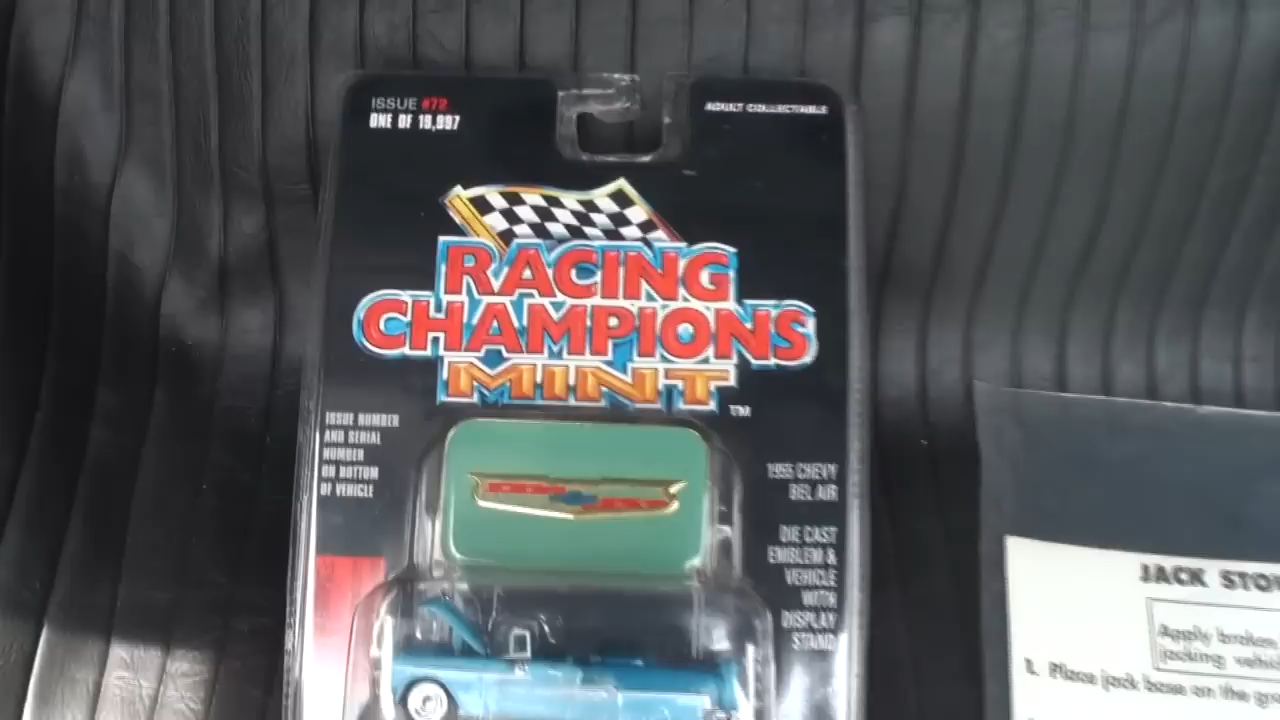 ISSUE #72
ONE OF 19,997
ADULT COLLECTABLE
RACING
CHAMPIONS
MINT
TM
ISSUE NUMBER
AND SERIAL
NUMBER
ON BOTTOM
OF VEHICLE
1955 CHEVY
BEL AIR
DIE CAST
EMBLEM &
VEHICLE
WITH
DISPLAY
STAND
JACK STO
Apply brakes
jacking vehic
1. Place jack base on the gro